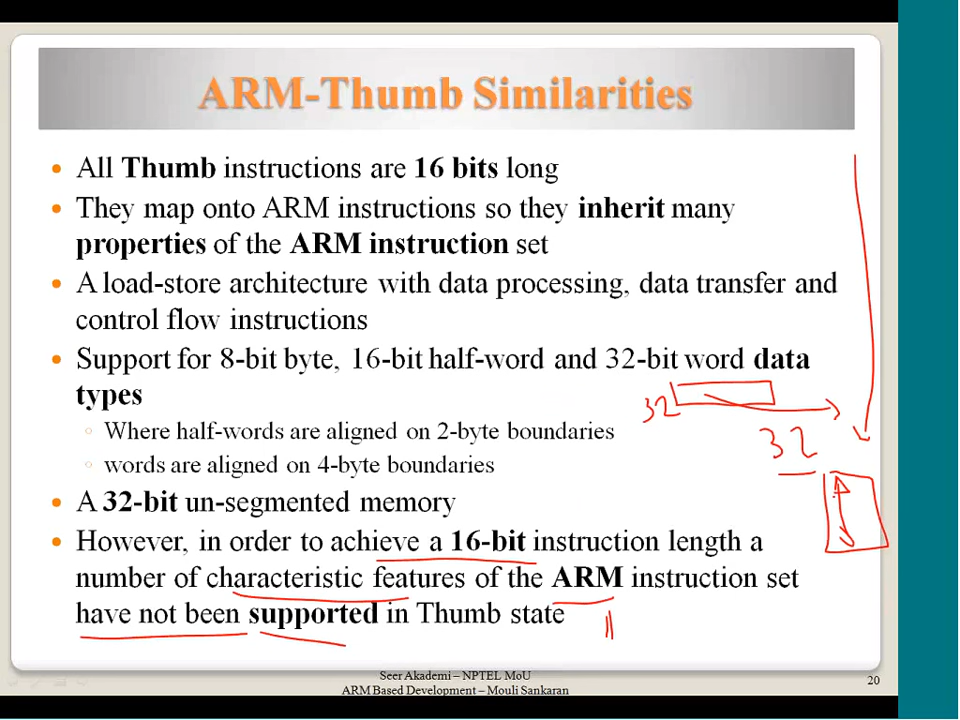 ARM-Thumb Similarities
All Thumb instructions are 16 bits long
They map onto ARM instructions so they inherit many
properties of the ARM instruction set
A load-store architecture with data processing, data transfer and
control flow instructions
Support for 8-bit byte, 16-bit half-word and 32-bit word data
types
32
Where half-words are aligned on 2-byte boundaries
32
words are aligned on 4-byte boundaries
A 32-bit un-segmented memory
However, in order to achieve a 16-bit instruction length a
number of characteristic features of the ARM instruction set
have not been supported in Thumb state
Seer Akademi – NPTEL MoU
ARM Based Development – Mouli Sankaran
20